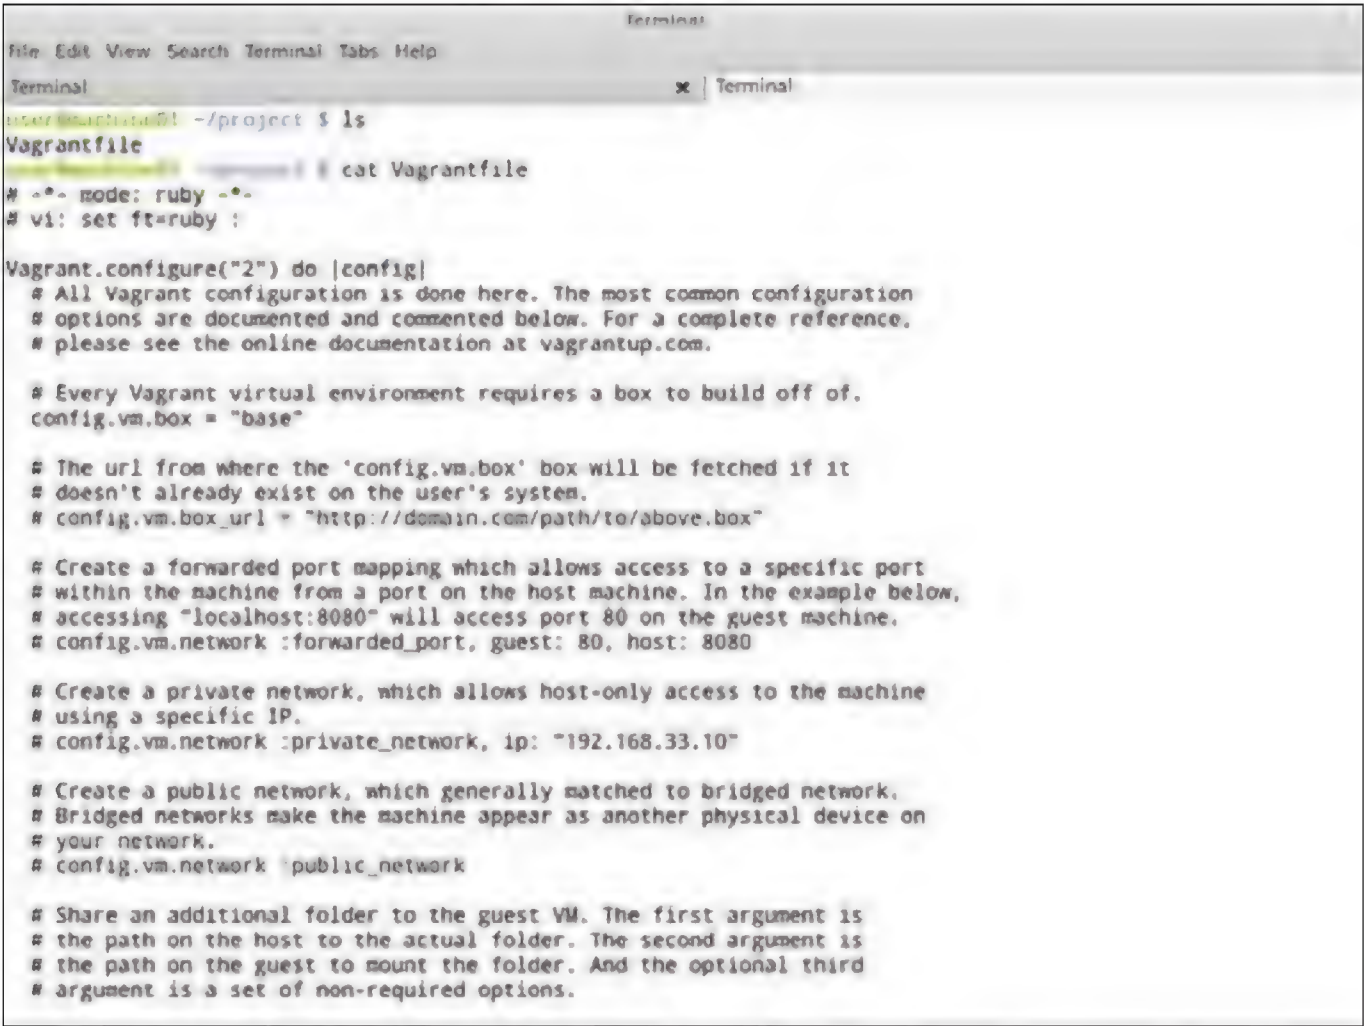 Terminal
File Edit View Search Terminal Tabs Help
Terminal ✖ Terminal
~/project $ ls
Vagrantfile
$ cat Vagrantfile
# -*- mode: ruby -*-
# vi: set ft=ruby :
Vagrant.configure("2") do |config|
# All Vagrant configuration is done here. The most common configuration
# options are documented and commented below. For a complete reference,
# please see the online documentation at vagrantup.com.
# Every Vagrant virtual environment requires a box to build off of.
config.vm.box = "base"
# The url from where the 'config.vm.box' box will be fetched if it
# doesn't already exist on the user's system.
# config.vm.box_url = "http://domain.com/path/to/above.box"
# Create a forwarded port mapping which allows access to a specific port
# within the machine from a port on the host machine. In the example below,
# accessing "localhost:8080" will access port 80 on the guest machine.
# config.vm.network :forwarded_port, guest: 80, host: 8080
# Create a private network, which allows host-only access to the machine
# using a specific IP.
# config.vm.network :private_network, ip: "192.168.33.10"
# Create a public network, which generally matched to bridged network.
# Bridged networks make the machine appear as another physical device on
# your network.
# config.vm.network :public_network
# Share an additional folder to the guest VM. The first argument is
# the path on the host to the actual folder. The second argument is
# the path on the guest to mount the folder. And the optional third
# argument is a set of non-required options.